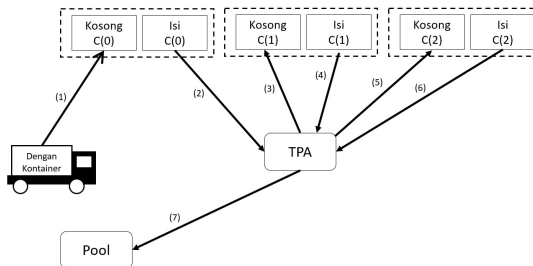 Kosong
C(0)
Isi
C(0)
Kosong
C(1)
Isi
C(1)
Kosong
C(2)
Isi
C(2)
(1)
(2)
(3)
(4)
(5)
(6)
Dengan
Kontainer
TPA
(7)
Pool